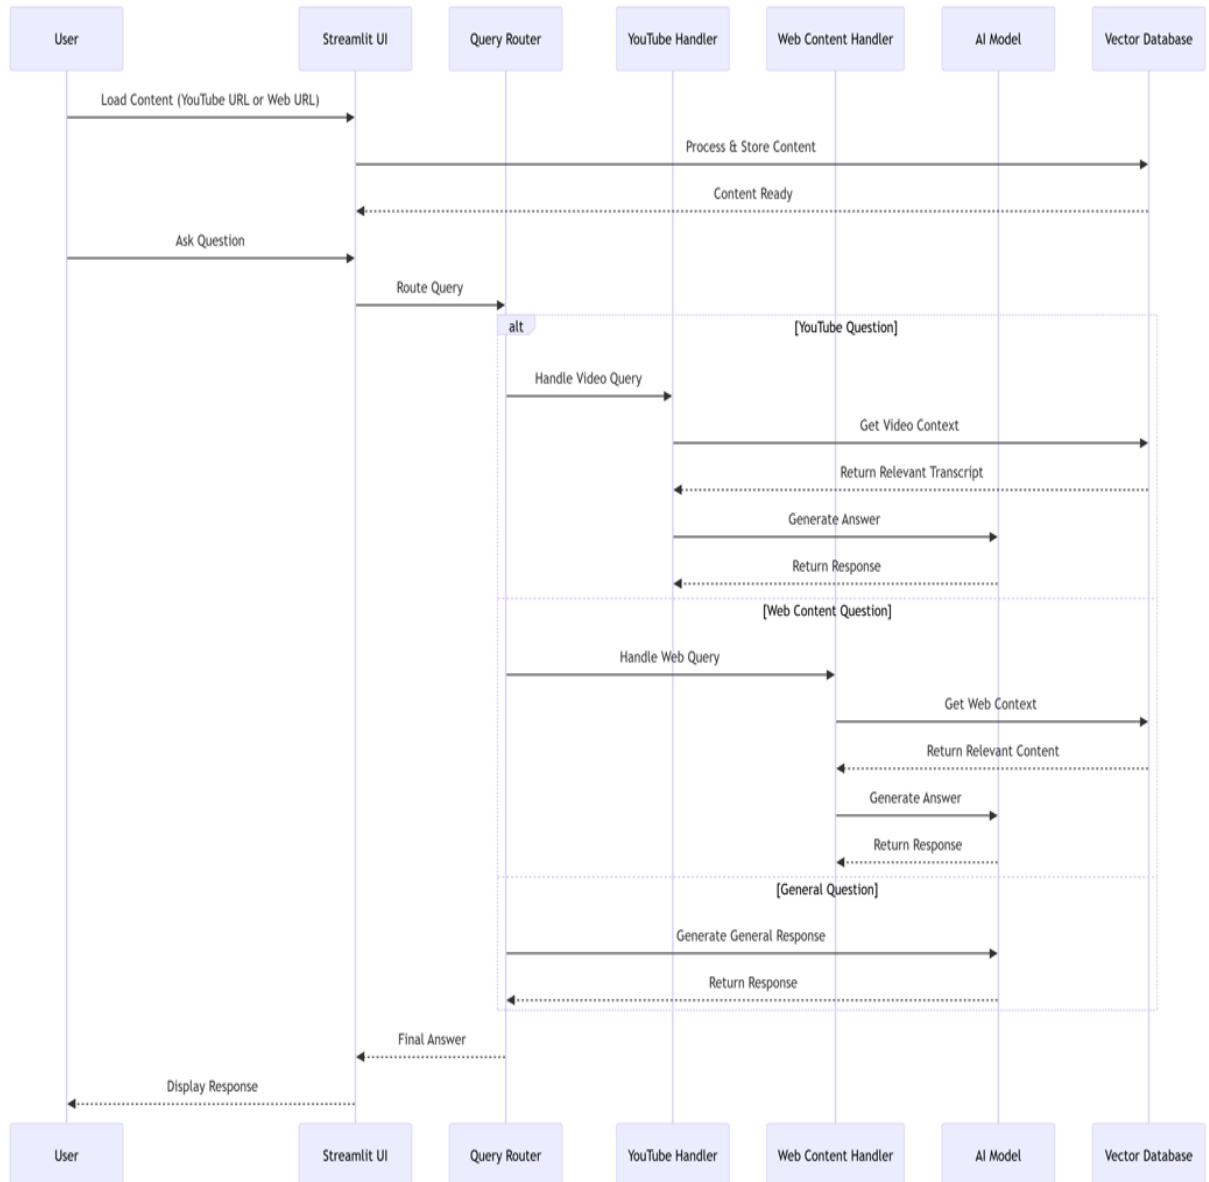 User
Streamlit UI
Query Router
YouTube Handler
Web Content Handler
AI Model
Vector Database
Load Content (YouTube URL or Web URL)
Process & Store Content
Content Ready
Ask Question
Route Query
alt
[YouTube Question]
Handle Video Query
Get Video Context
Return Relevant Transcript
Generate Answer
Return Response
[Web Content Question]
Handle Web Query
Get Web Context
Return Relevant Content
Generate Answer
Return Response
[General Question]
Generate General Response
Return Response
Final Answer
Display Response
User
Streamlit UI
Query Router
YouTube Handler
Web Content Handler
AI Model
Vector Database